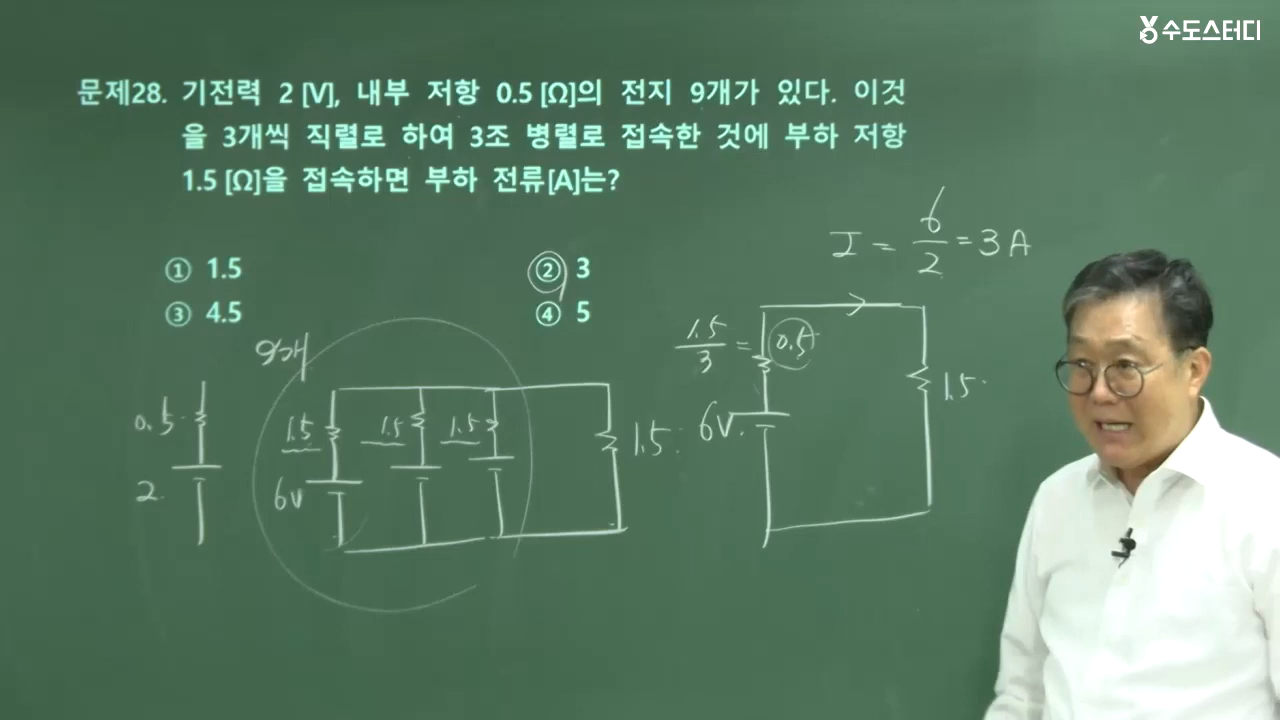 수도스터디
문제28. 기전력 2 [V], 내부 저항 0.5 [Ω]의 전지 9개가 있다. 이것
을 3개씩 직렬로 하여 3조 병렬로 접속한 것에 부하 저항
1.5 [Ω]을 접속하면 부하 전류[A]는?
① 1.5
② 3
③ 4.5
④ 5
I = 6/2 = 3A
9개
0.5
2
1.5
1.5
1.5
6V
1.5
1.5/3 = 0.5
6V
1.5